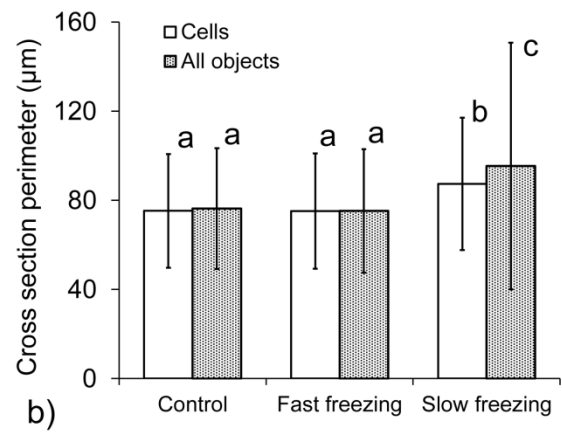 Cross section perimeter (µm)
160
120
80
40
0
Cells
All objects
a a a a b c
Control Fast freezing Slow freezing
b)